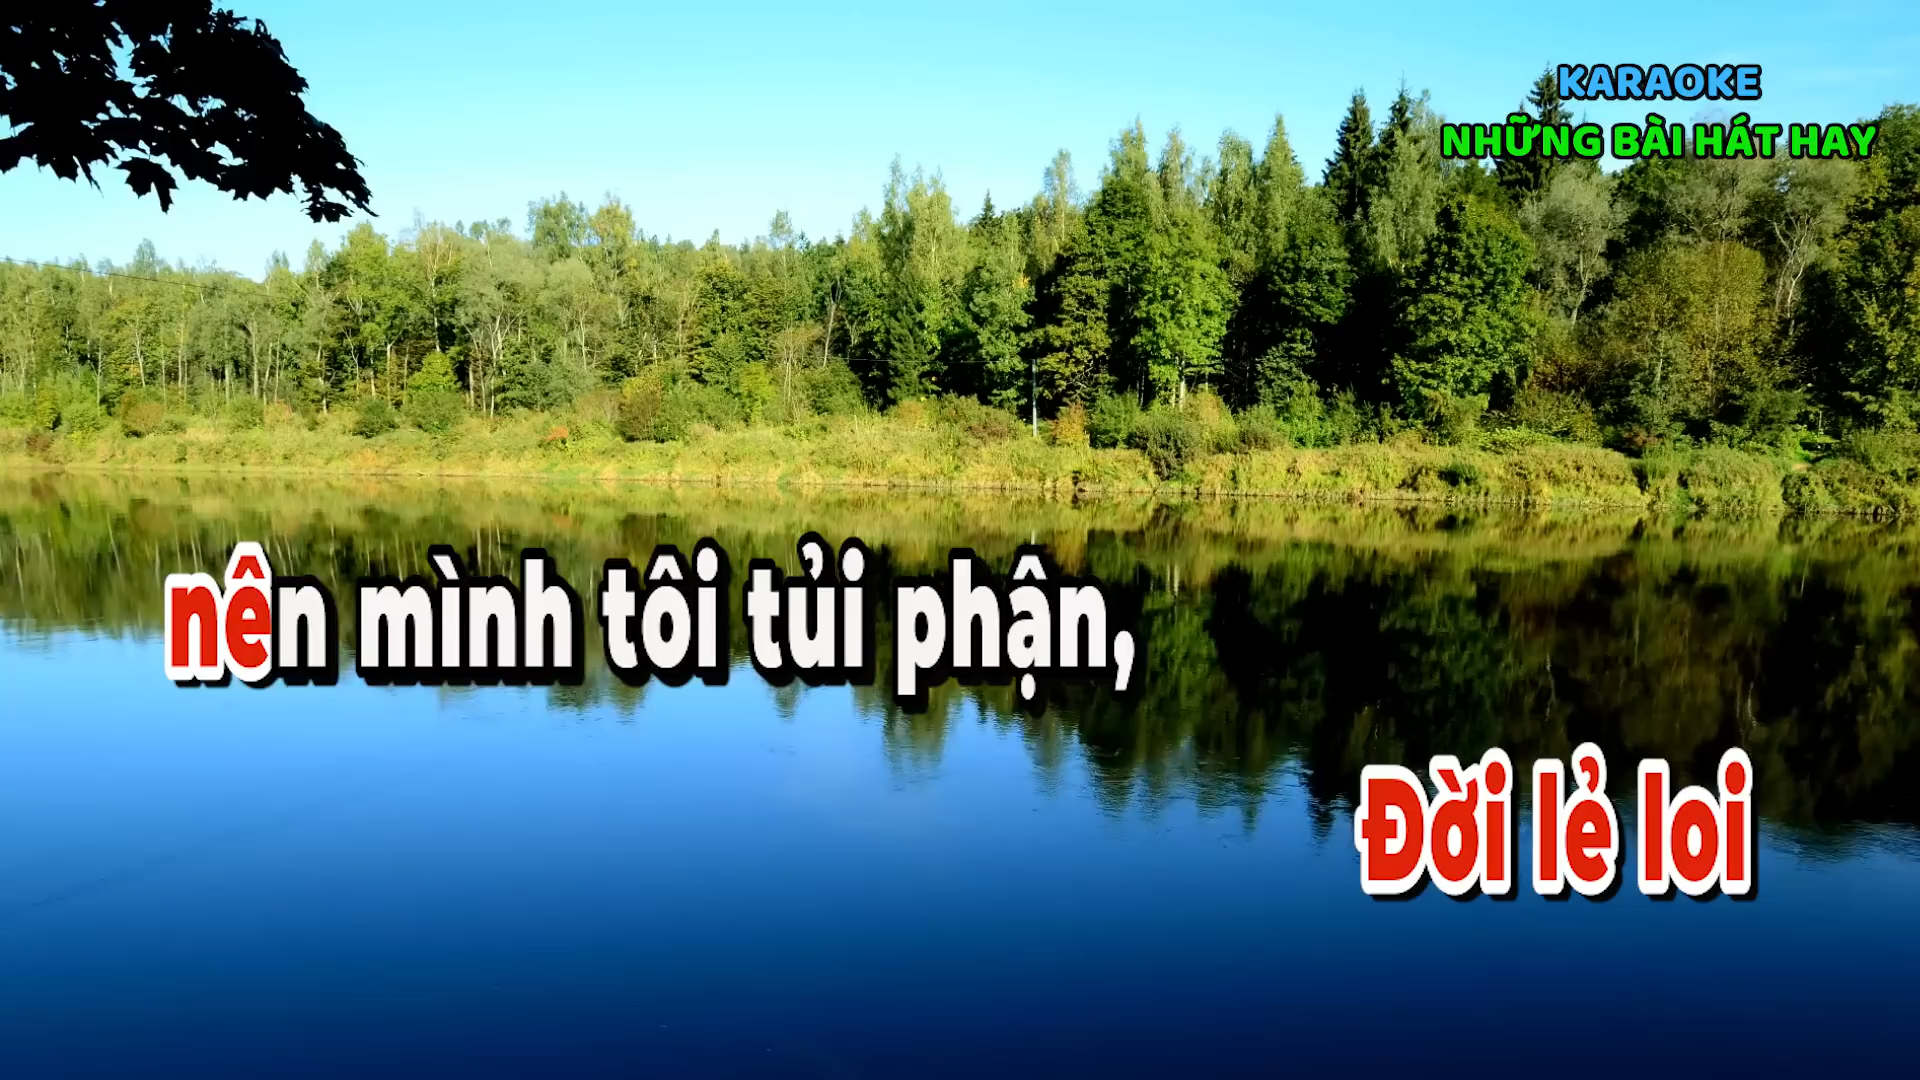 KARAOKE
NHỮNG BÀI HÁT HAY
nên mình tôi tủi phận,
Đời lẻ loi